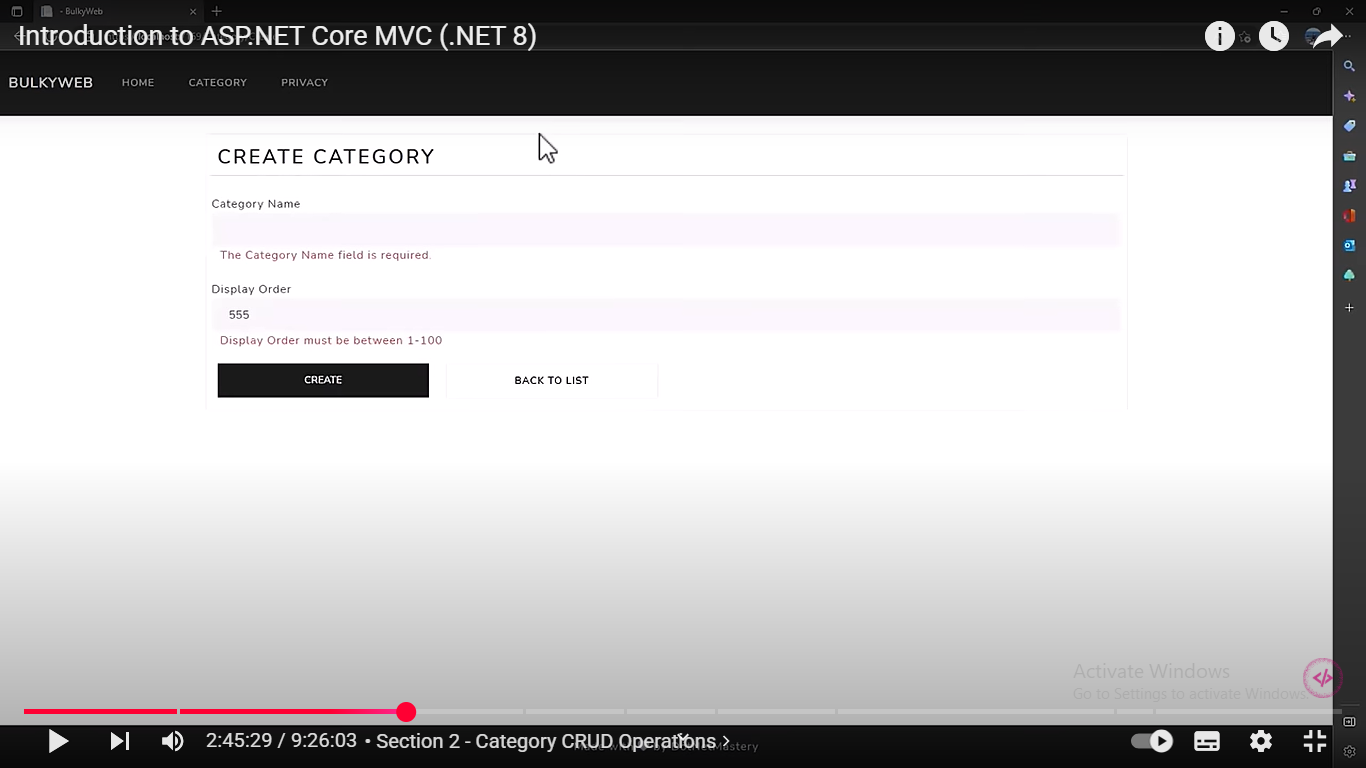 - BulkyWeb
Introduction to ASP.NET Core MVC (.NET 8)
BULKYWEB HOME CATEGORY PRIVACY
CREATE CATEGORY
Category Name
The Category Name field is required.
Display Order
555
Display Order must be between 1-100
CREATE BACK TO LIST
Activate Windows
Go to Settings to activate Windows.
2:45:29 / 9:26:03 • Section 2 - Category CRUD Operations >